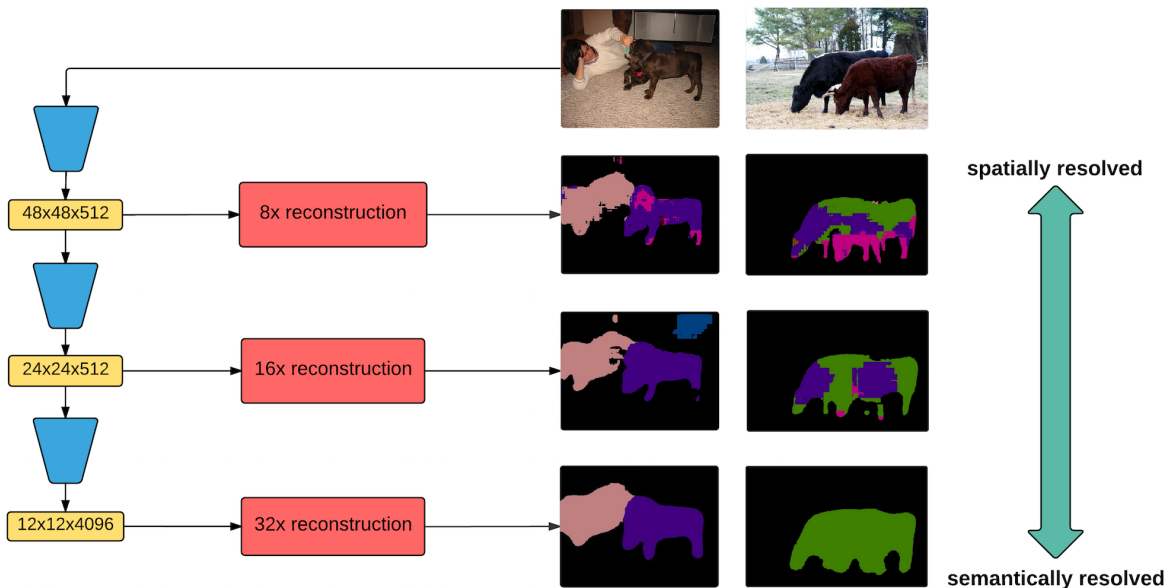 spatially resolved
48x48x512
8x reconstruction
24x24x512
16x reconstruction
12x12x4096
32x reconstruction
semantically resolved